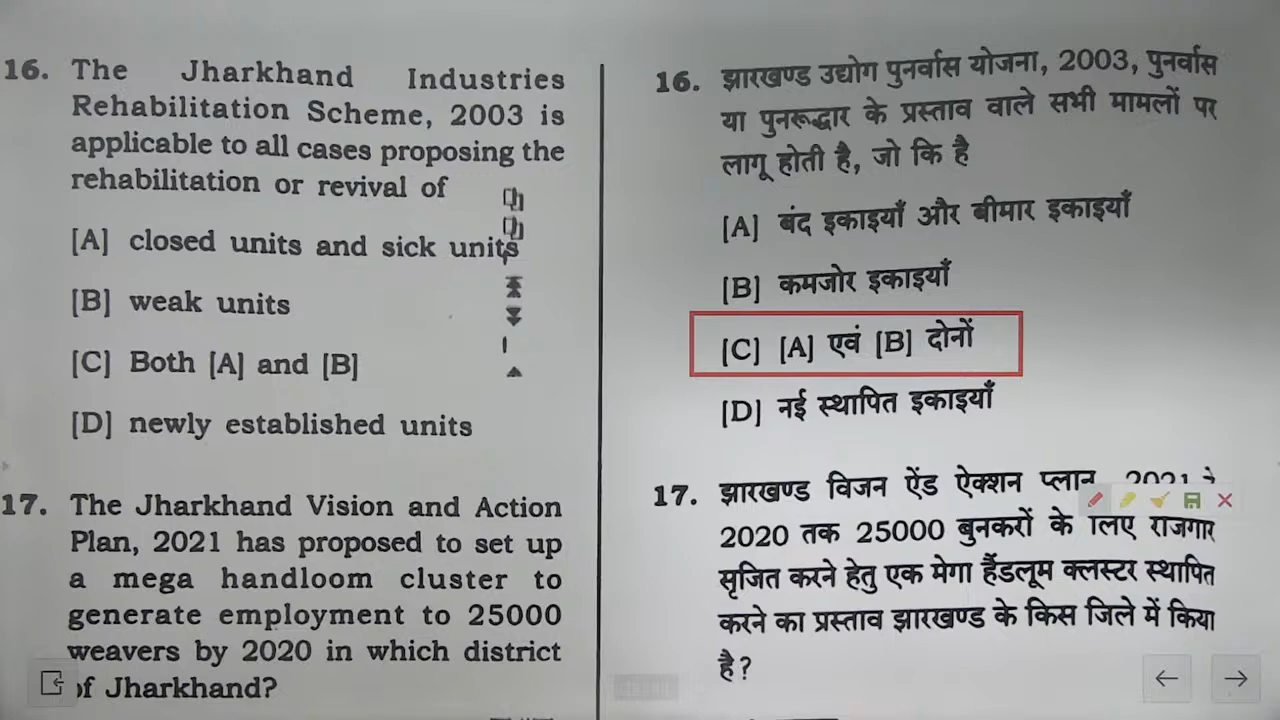 16. The Jharkhand Industries
Rehabilitation Scheme, 2003 is
applicable to all cases proposing the
rehabilitation or revival of
[A] closed units and sick units
[B] weak units
[C] Both [A] and [B]
[D] newly established units
17. The Jharkhand Vision and Action
Plan, 2021 has proposed to set up
a mega handloom cluster to
generate employment to 25000
weavers by 2020 in which district
of Jharkhand?
16. झारखण्ड उद्योग पुनर्वास योजना, 2003, पुनर्वास
या पुनरूद्धार के प्रस्ताव वाले सभी मामलों पर
लागू होती है, जो कि है
[A] बंद इकाइयाँ और बीमार इकाइयाँ
[B] कमजोर इकाइयाँ
[C] [A] एवं [B] दोनों
[D] नई स्थापित इकाइयाँ
17. झारखण्ड विजन ऐंड ऐक्शन प्लान 2021
2020 तक 25000 बुनकरों के लिए रोजगार
सृजित करने हेतु एक मेगा हैंडलूम क्लस्टर स्थापित
करने का प्रस्ताव झारखण्ड के किस जिले में किया
है?